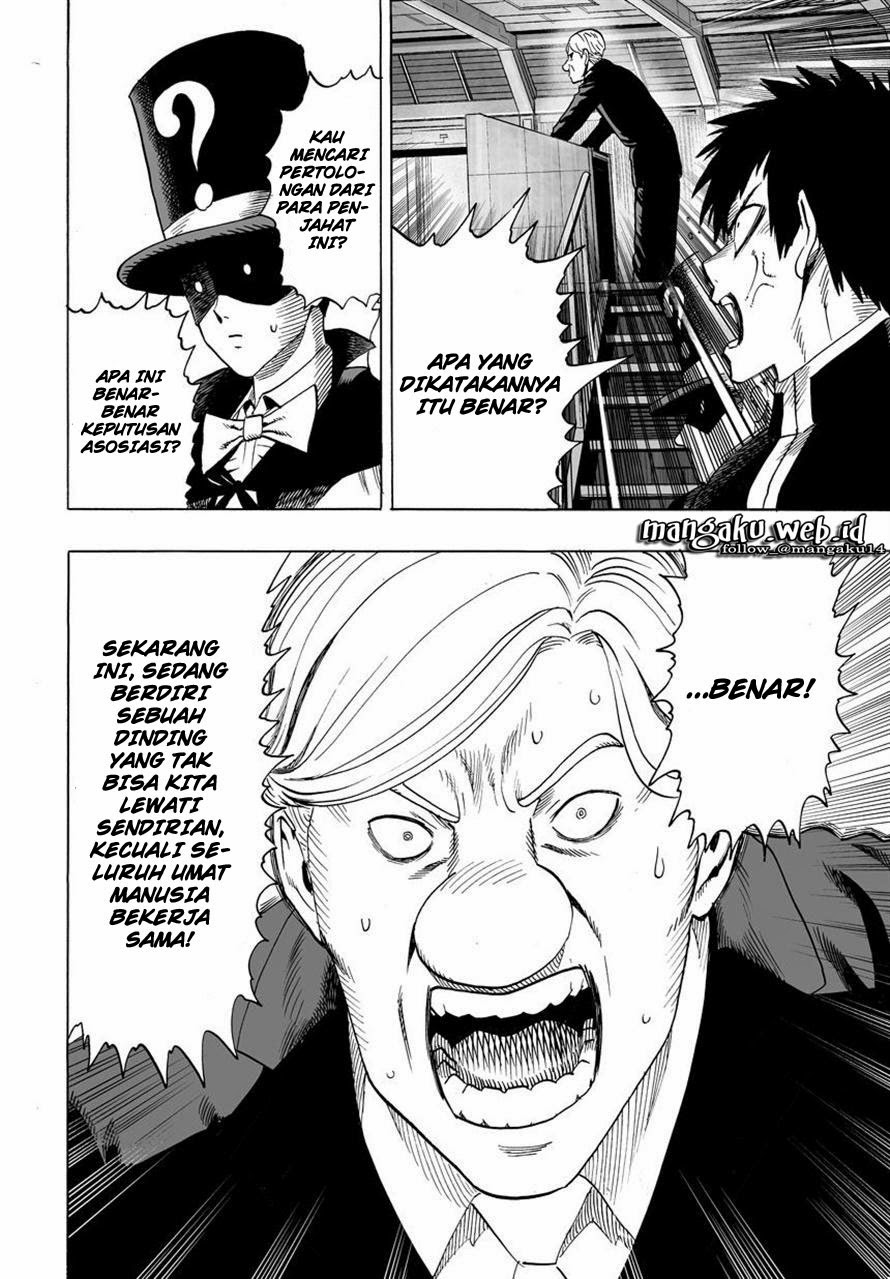 APA YANG
DIKATAKANNYA
ITU BENAR?
KAU
MENCARI
PERTOLO-
NGAN DARI
PARA PEN-
JAHAT
INI?
?
APA INI
BENAR-
BENAR
KEPUTUSAN
ASOSIASI?
mangaku.web.id
follow @mangaku14
...BENAR!
SEKARANG
INI, SEDANG
BERDIRI
SEBUAH
DINDING
YANG TAK
BISA KITA
LEWATI
SENDIRIAN,
KECUALI SE-
LURUH UMAT
MANUSIA
BEKERJA
SAMA!